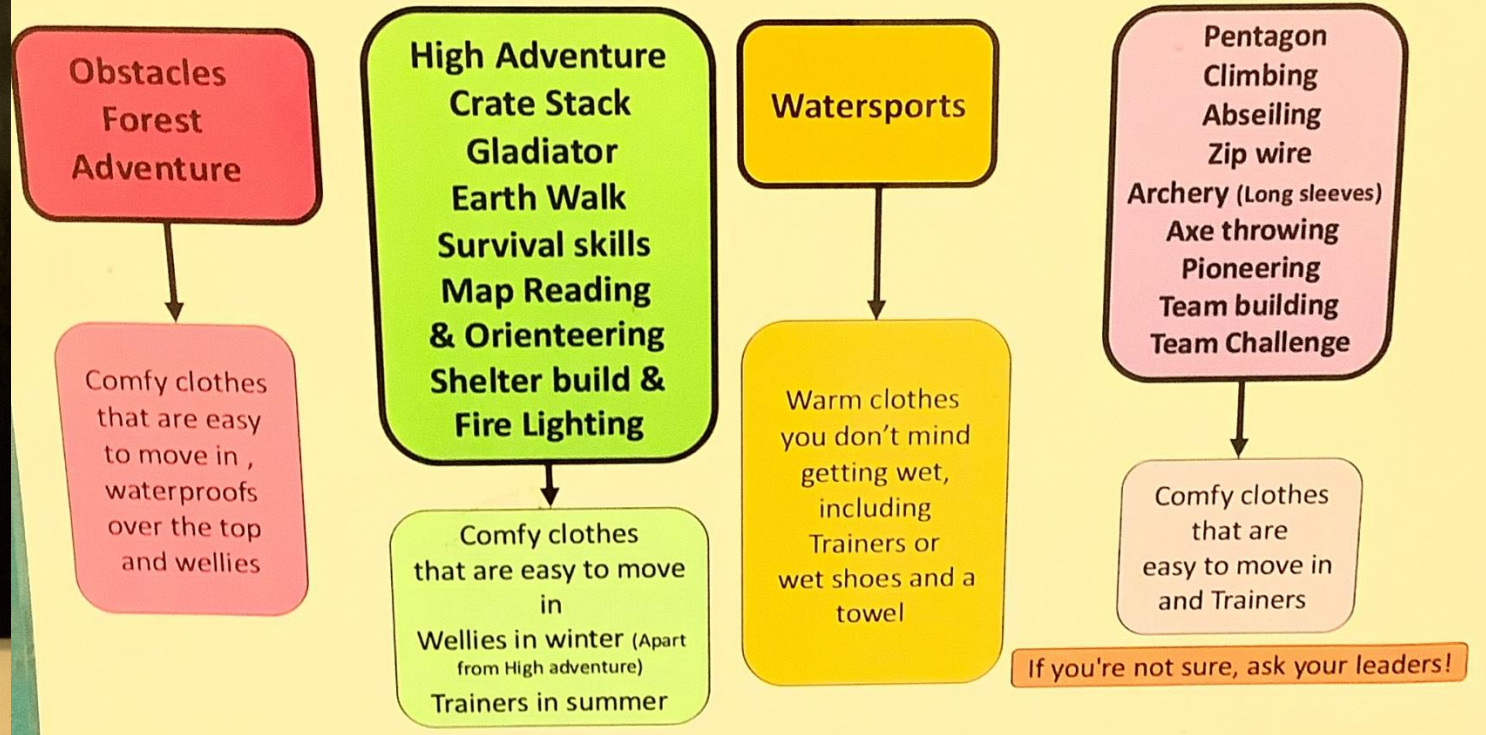 Obstacles
Forest
Adventure
Comfy clothes
that are easy
to move in ,
waterproofs
over the top
and wellies
High Adventure
Crate Stack
Gladiator
Earth Walk
Survival skills
Map Reading
& Orienteering
Shelter build &
Fire Lighting
Comfy clothes
that are easy to move
in
Wellies in winter (Apart
from High adventure)
Trainers in summer
Watersports
Warm clothes
you don't mind
getting wet,
including
Trainers or
wet shoes and a
towel
Pentagon
Climbing
Abseiling
Zip wire
Archery (Long sleeves)
Axe throwing
Pioneering
Team building
Team Challenge
Comfy clothes
that are
easy to move in
and Trainers
If you're not sure, ask your leaders!